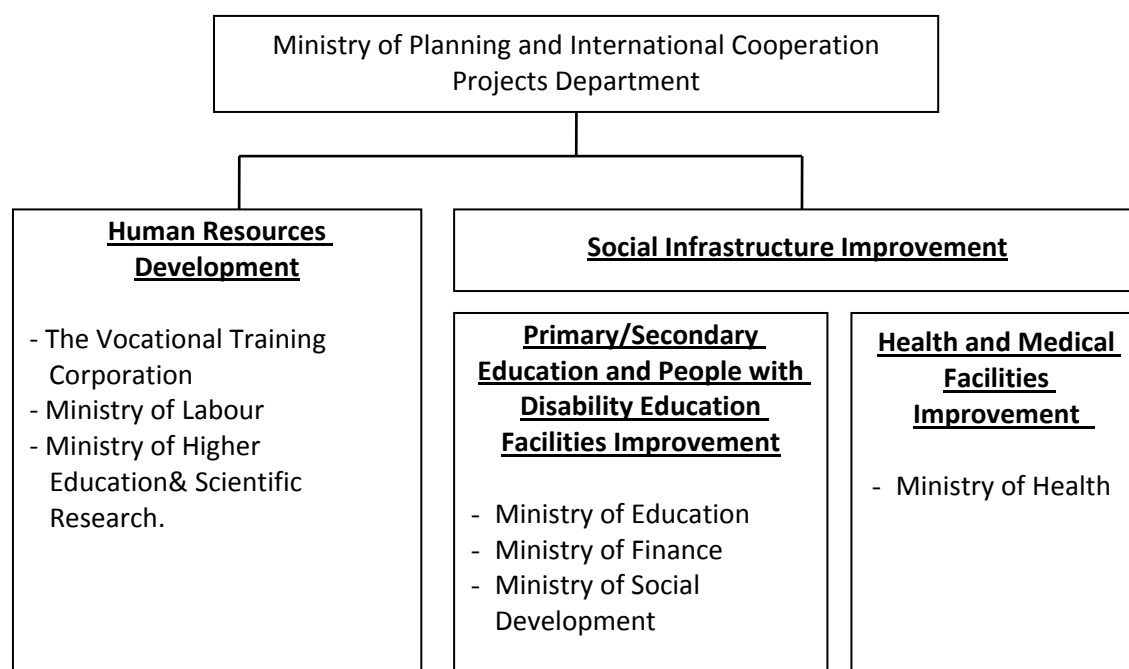 Ministry of Planning and International Cooperation
Projects Department
Human Resources
Development
- The Vocational Training
Corporation
- Ministry of Labour
- Ministry of Higher
Education& Scientific
Research.
Social Infrastructure Improvement
Primary/Secondary
Education and People with
Disability Education
Facilities Improvement
- Ministry of Education
- Ministry of Finance
- Ministry of Social
Development
Health and Medical
Facilities
Improvement
- Ministry of Health